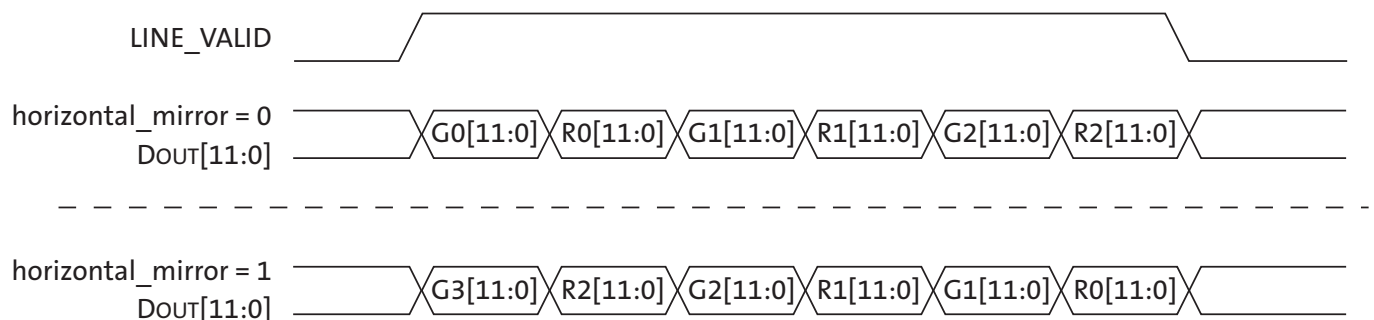 LINE_VALID
horizontal_mirror = 0
DOUT[11:0]
G0[11:0] R0[11:0] G1[11:0] R1[11:0] G2[11:0] R2[11:0]
horizontal_mirror = 1
DOUT[11:0]
G3[11:0] R2[11:0] G2[11:0] R1[11:0] G1[11:0] R0[11:0]